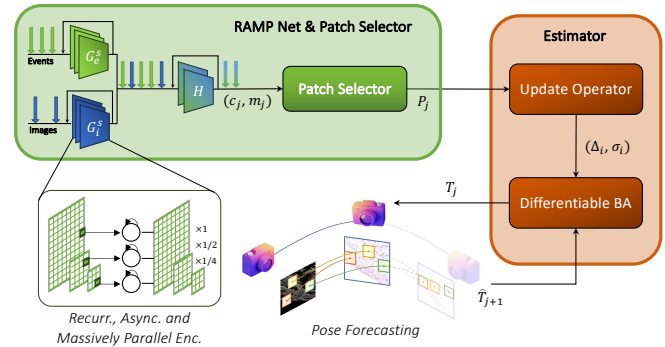 RAMP Net & Patch Selector
Estimator
Events
G_e^s
Images
G_i^s
H
(c_j, m_j)
Patch Selector
P_j
Update Operator
(Δ_i, σ_i)
T_j
Differentiable BA
×1
×1/2
×1/4
T̂_{j+1}
Recurr., Async. and
Massively Parallel Enc.
Pose Forecasting